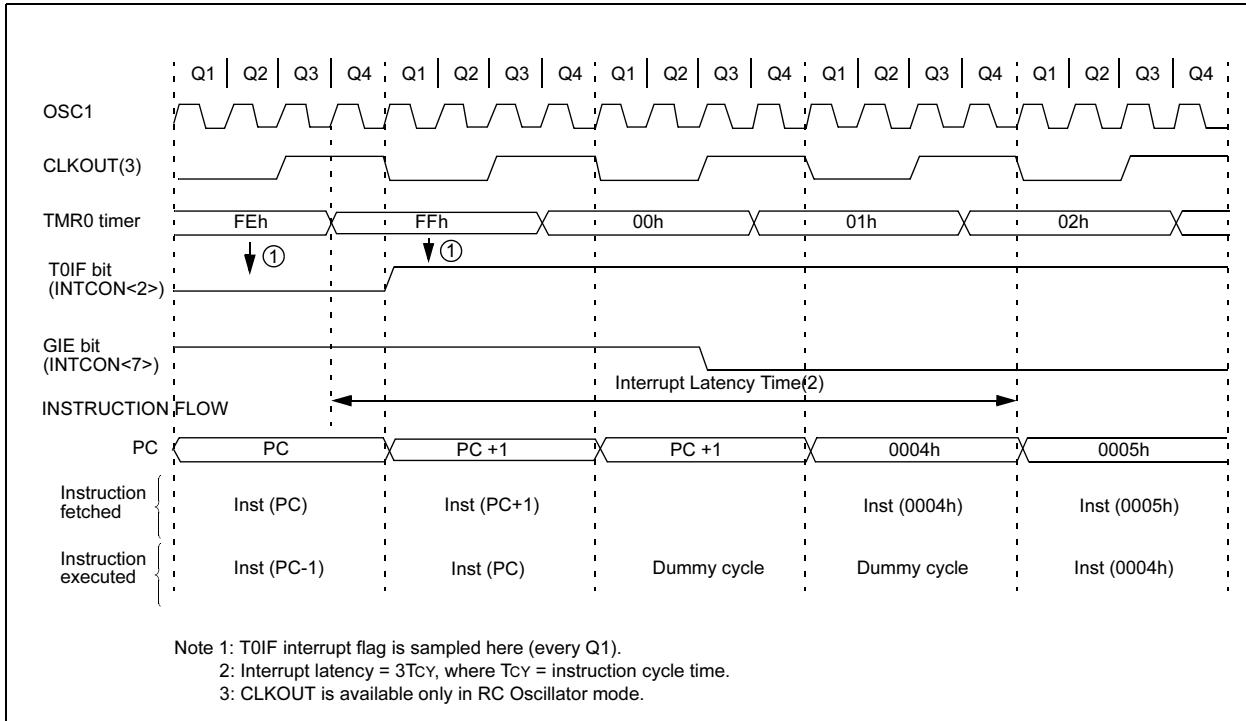 Q1 Q2 Q3 Q4 Q1 Q2 Q3 Q4 Q1 Q2 Q3 Q4 Q1 Q2 Q3 Q4 Q1 Q2 Q3 Q4
OSC1
CLKOUT(3)
TMR0 timer FEh FFh 00h 01h 02h
1 1
T0IF bit
(INTCON<2>)
GIE bit
(INTCON<7>)
Interrupt Latency Time(2)
INSTRUCTION FLOW
PC PC PC +1 PC +1 0004h 0005h
Instruction
fetched
Inst (PC) Inst (PC+1) Inst (0004h) Inst (0005h)
Instruction
executed
Inst (PC-1) Inst (PC) Dummy cycle Dummy cycle Inst (0004h)
Note 1: T0IF interrupt flag is sampled here (every Q1).
2: Interrupt latency = 3TCY, where TCY = instruction cycle time.
3: CLKOUT is available only in RC Oscillator mode.